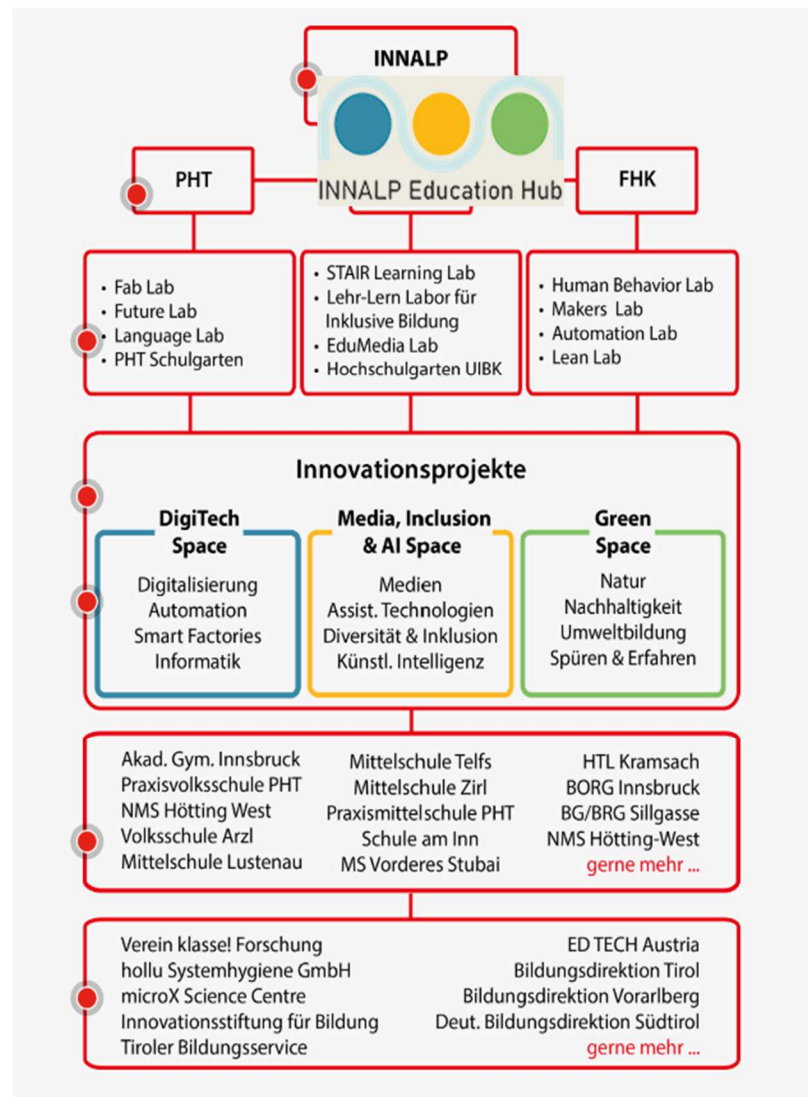 INNALP
INNALP Education Hub
PHT
FHK
• Fab Lab
• Future Lab
• Language Lab
• PHT Schulgarten
• STAIR Learning Lab
• Lehr-Lern Labor für
Inklusive Bildung
• EduMedia Lab
• Hochschulgarten UIBK
• Human Behavior Lab
• Makers Lab
• Automation Lab
• Lean Lab
Innovationsprojekte
DigiTech
Space
Digitalisierung
Automation
Smart Factories
Informatik
Media, Inclusion
& AI Space
Medien
Assist. Technologien
Diversität & Inklusion
Künstl. Intelligenz
Green
Space
Natur
Nachhaltigkeit
Umweltbildung
Spüren & Erfahren
Akad. Gym. Innsbruck
Praxisvolksschule PHT
NMS Hötting West
Volksschule Arzl
Mittelschule Lustenau
Mittelschule Telfs
Mittelschule Zirl
Praxismittelschule PHT
Schule am Inn
MS Vorderes Stubai
HTL Kramsach
BORG Innsbruck
BG/BRG Sillgasse
NMS Hötting-West
gerne mehr ...
Verein klasse! Forschung
hollu Systemhygiene GmbH
microX Science Centre
Innovationsstiftung für Bildung
Tiroler Bildungsservice
ED TECH Austria
Bildungsdirektion Tirol
Bildungsdirektion Vorarlberg
Deut. Bildungsdirektion Südtirol
gerne mehr ...